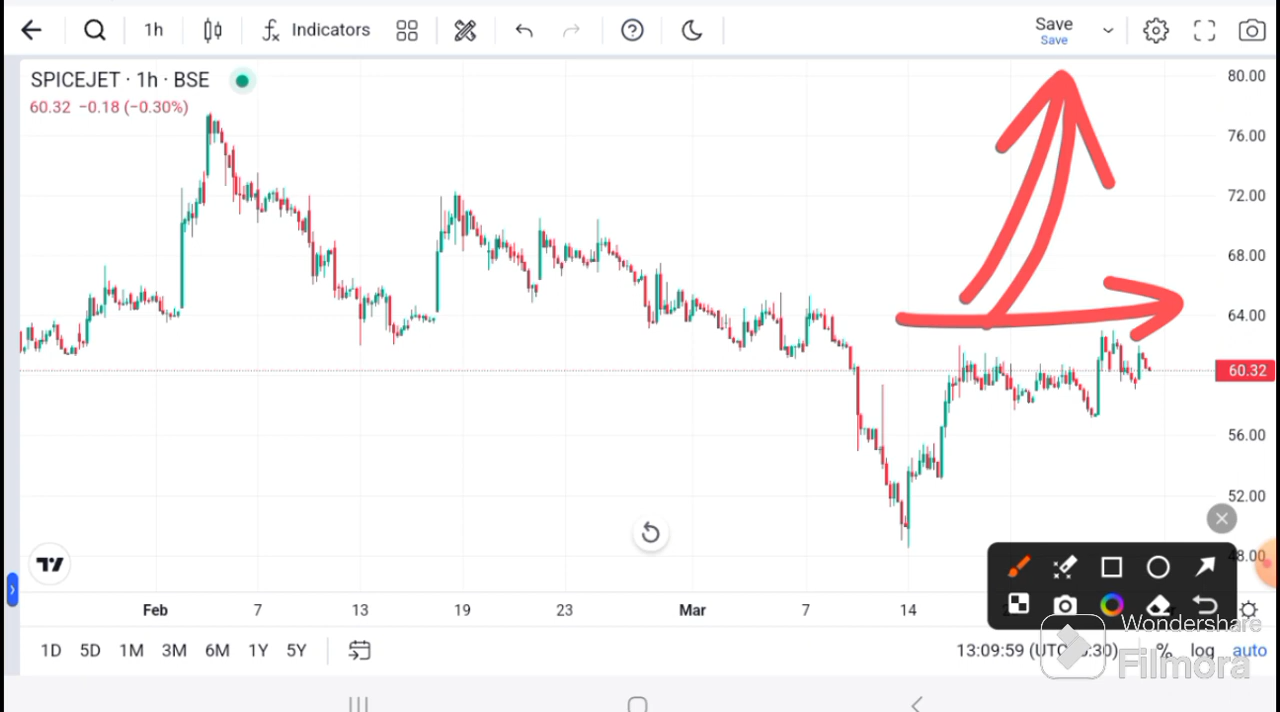 1h
Indicators
Save
Save
SPICEJET · 1h · BSE
60.32 −0.18 (−0.30%)
80.00
76.00
72.00
68.00
64.00
60.32
56.00
52.00
48.00
Feb 7 13 19 23 Mar 7 14
1D 5D 1M 3M 6M 1Y 5Y
13:09:59 (UTC :30) % log auto
Wondershare
Filmora